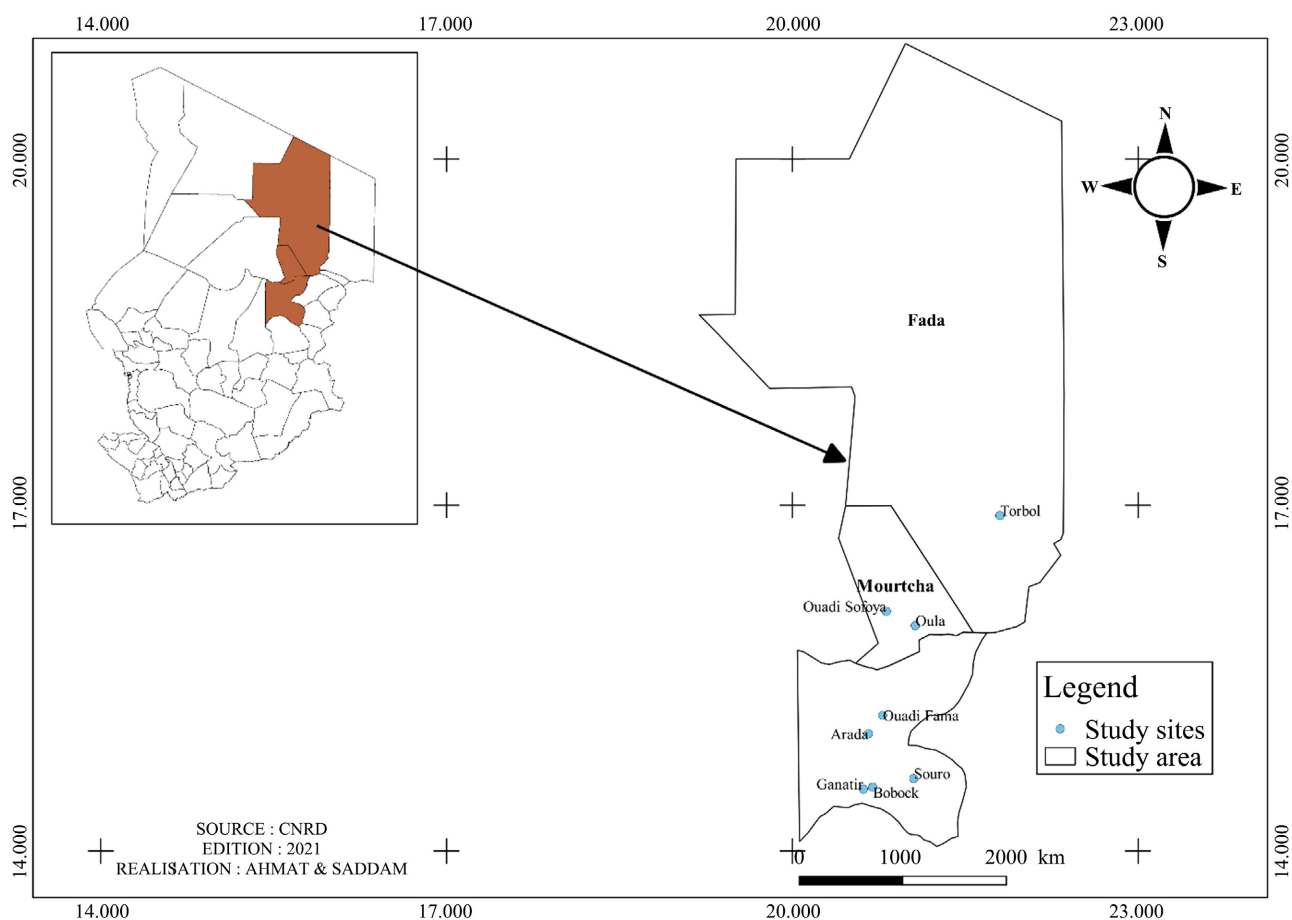 14.000 17.000 20.000 23.000
20.000
20.000
N
W E
S
Fada
17.000
17.000
Torbol
Mourtcha
Ouadi Sofoya
Oula
Legend
Study sites
Study area
Ouadi Fama
Arada
Souro
Ganatir
Bobock
SOURCE : CNRD
EDITION : 2021
REALISATION : AHMAT & SADDAM
14.000
14.000
0 1000 2000 km
14.000 17.000 20.000 23.000